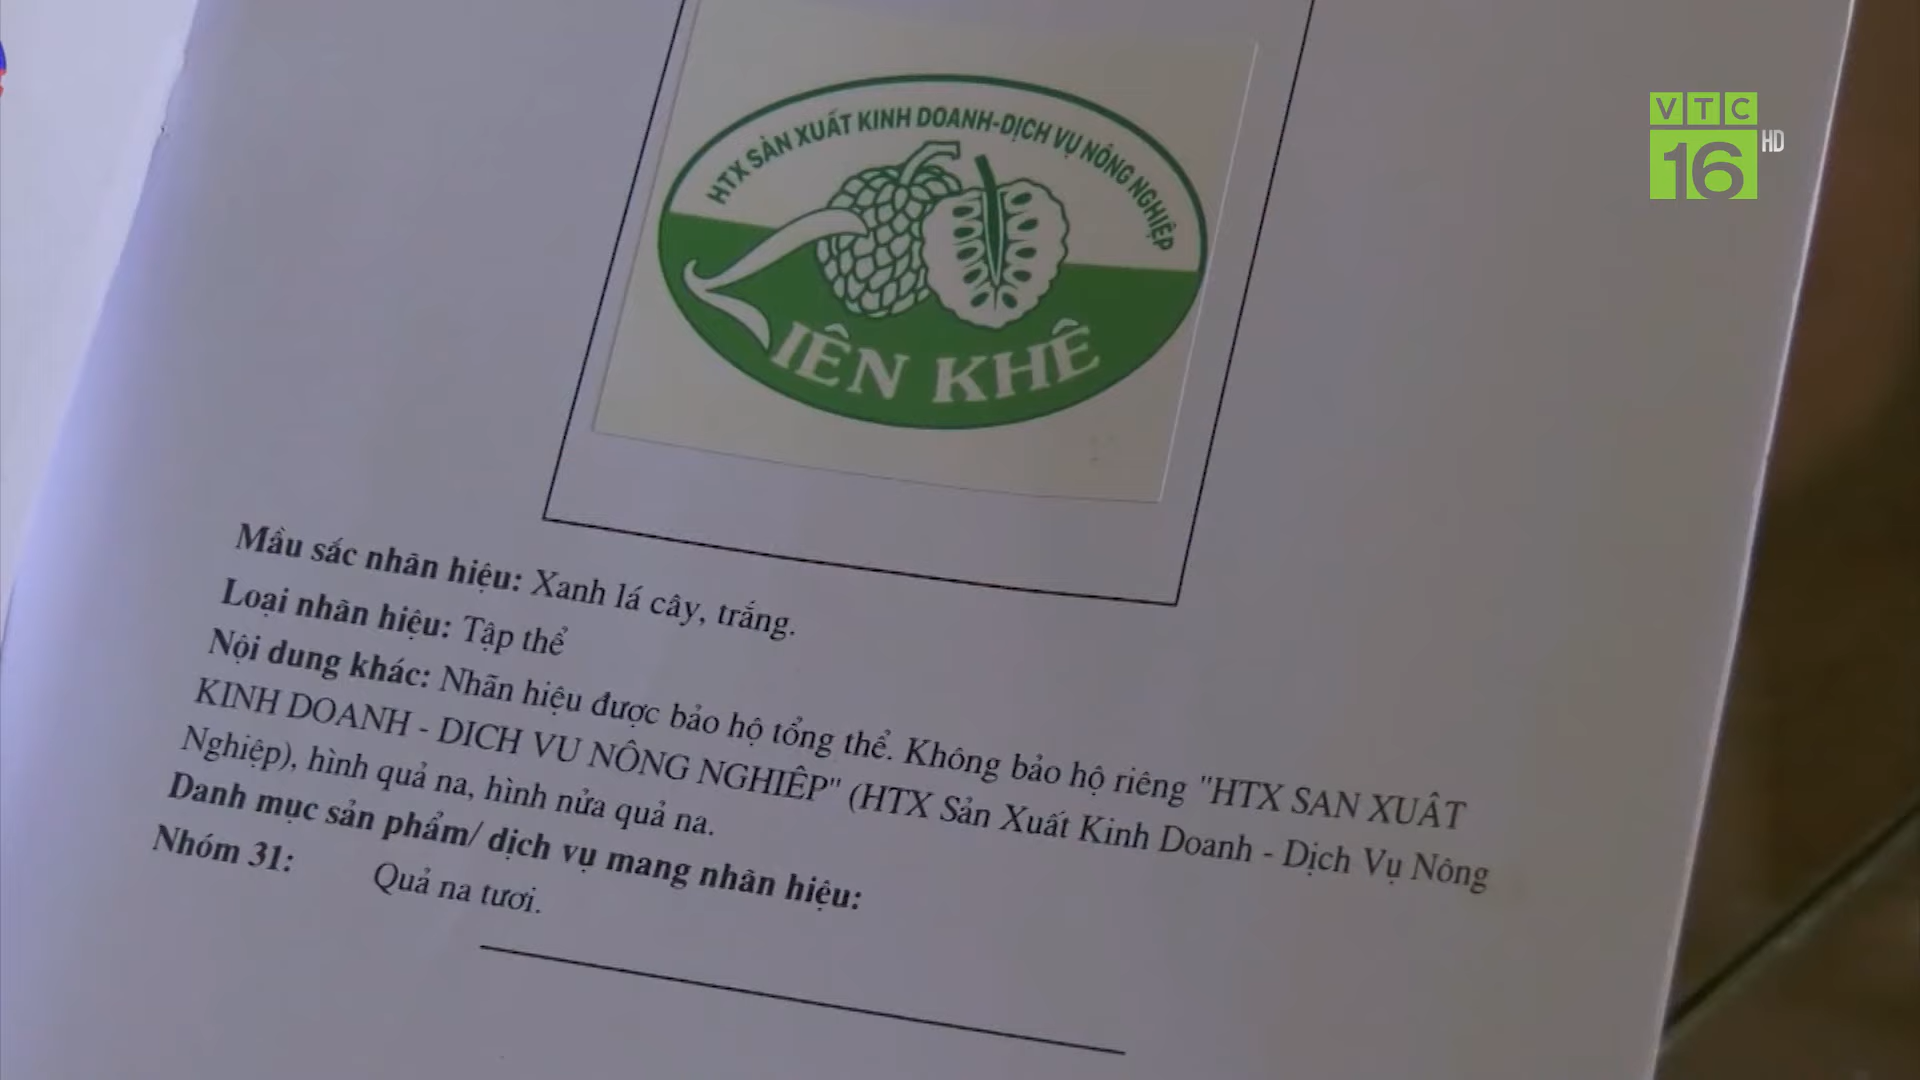 HTX SẢN XUẤT KINH DOANH-DỊCH VỤ NÔNG NGHIỆP
LIÊN KHÊ
VTC
16 HD
Mầu sắc nhãn hiệu: Xanh lá cây, trắng.
Loại nhãn hiệu: Tập thể
Nội dung khác: Nhãn hiệu được bảo hộ tổng thể. Không bảo hộ riêng "HTX SAN XUÂT
KINH DOANH - DICH VU NÔNG NGHIÊP" (HTX Sản Xuất Kinh Doanh - Dịch Vụ Nông
Nghiệp), hình quả na, hình nửa quả na.
Danh mục sản phẩm/ dịch vụ mang nhãn hiệu:
Nhóm 31: Quả na tươi.